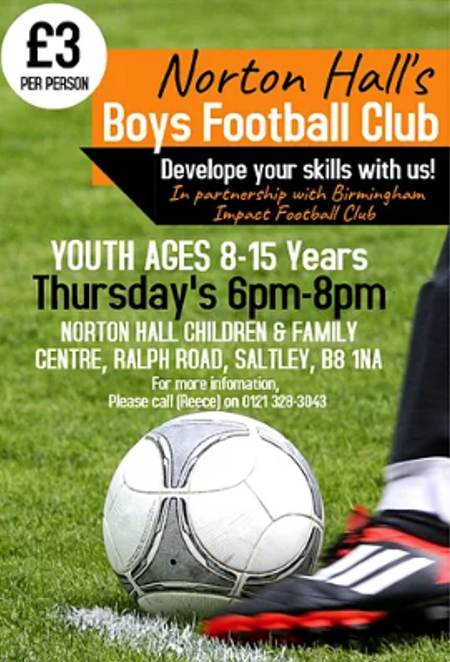 £3
PER PERSON
Norton Hall's
Boys Football Club
Develope your skills with us!
In partnership with Birmingham
Impact Football Club
YOUTH AGES 8-15 Years
Thursday's 6pm-8pm
NORTON HALL CHILDREN & FAMILY
CENTRE, RALPH ROAD, SALTLEY, B8 1NA
For more infomation,
Please call (Reece) on 0121 328-3043